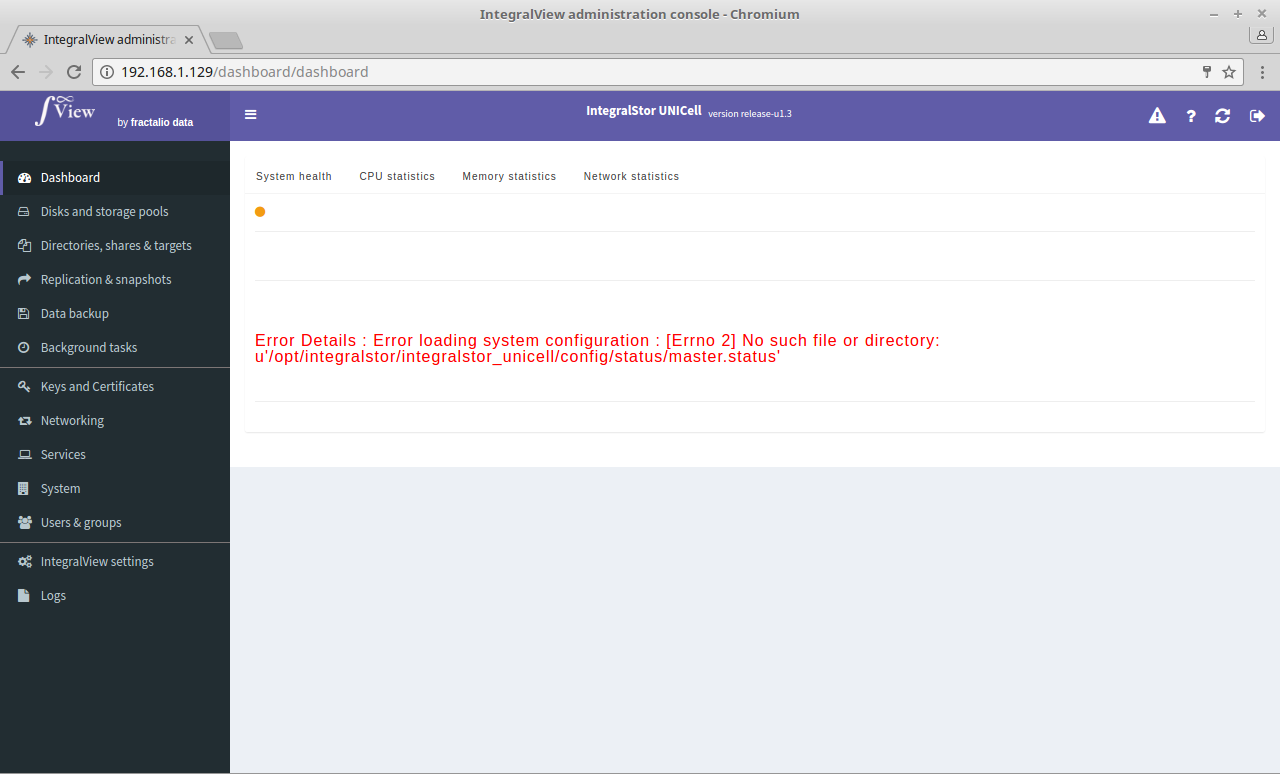 IntegralView administration console - Chromium
IntegralView administra
192.168.1.129/dashboard/dashboard
View
by fractalio data
IntegralStor UNICell version release-u1.3
Dashboard
Disks and storage pools
Directories, shares & targets
Replication & snapshots
Data backup
Background tasks
Keys and Certificates
Networking
Services
System
Users & groups
IntegralView settings
Logs
System health CPU statistics Memory statistics Network statistics
Error Details : Error loading system configuration : [Errno 2] No such file or directory:
u'/opt/integralstor/integralstor_unicell/config/status/master.status'